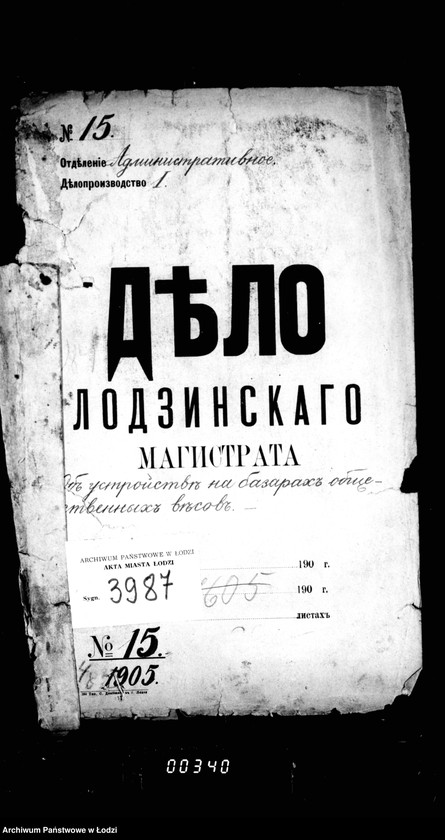 № 15.
Отдѣленіе Административное.
Дѣлопроизводство I.
ДѢЛО
ЛОДЗИНСКАГО
МАГИСТРАТА
Объ устройствѣ на базарахъ обще-
ственныхъ вѣсовъ. —
ARCHIWUM PAŃSTWOWE W ŁODZI
AKTA MIASTA ŁODZI
Sygn. 3987
605
190 г.
190 г.
листахъ
№ 15.
1905.
00340
Archiwum Państwowe w Łodzi